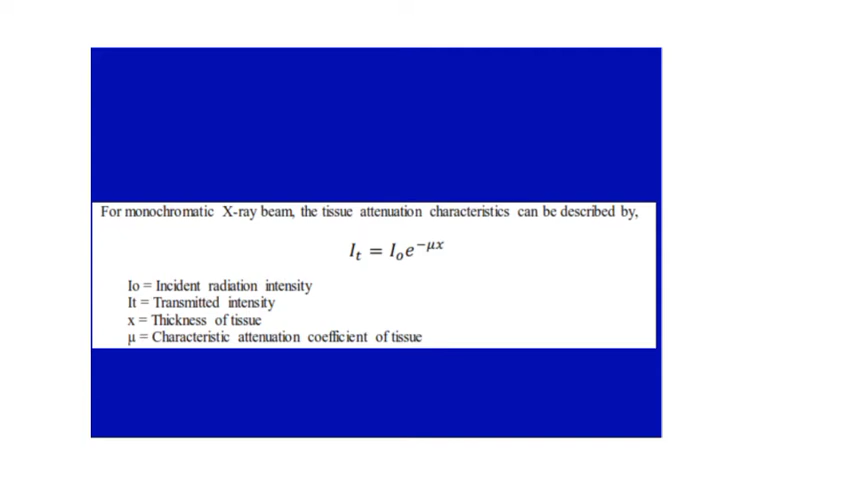 For monochromatic X-ray beam, the tissue attenuation characteristics can be described by,
I_t = I_o e^{-μx}
Io = Incident radiation intensity
It = Transmitted intensity
x = Thickness of tissue
μ = Characteristic attenuation coefficient of tissue